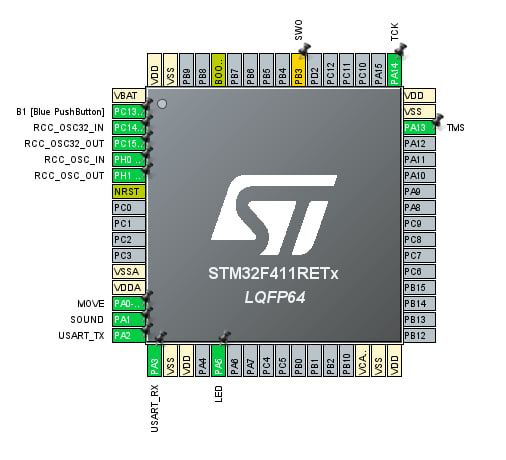 SWO
TCK
VDD
VSS
PB9
PB8
BOO..
PB7
PB6
PB5
PB4
PB3
PD2
PC12
PC11
PC10
PA15
PA14
VBAT
VDD
B1 [Blue PushButton]
PC13..
VSS
RCC_OSC32_IN
PC14..
PA13
TMS
RCC_OSC32_OUT
PC15..
PA12
RCC_OSC_IN
PH0 ..
PA11
RCC_OSC_OUT
PH1 ..
PA10
NRST
PA9
PC0
PA8
PC1
PC9
PC2
PC8
PC3
PC7
VSSA
PC6
VDDA
PB15
MOVE
PA0-..
PB14
SOUND
PA1
PB13
USART_TX
PA2
PB12
ST
STM32F411RETx
LQFP64
PA3
VSS
VDD
PA4
PA5
PA6
PA7
PC4
PC5
PB0
PB1
PB2
PB10
VCA..
VSS
VDD
USART_RX
LED